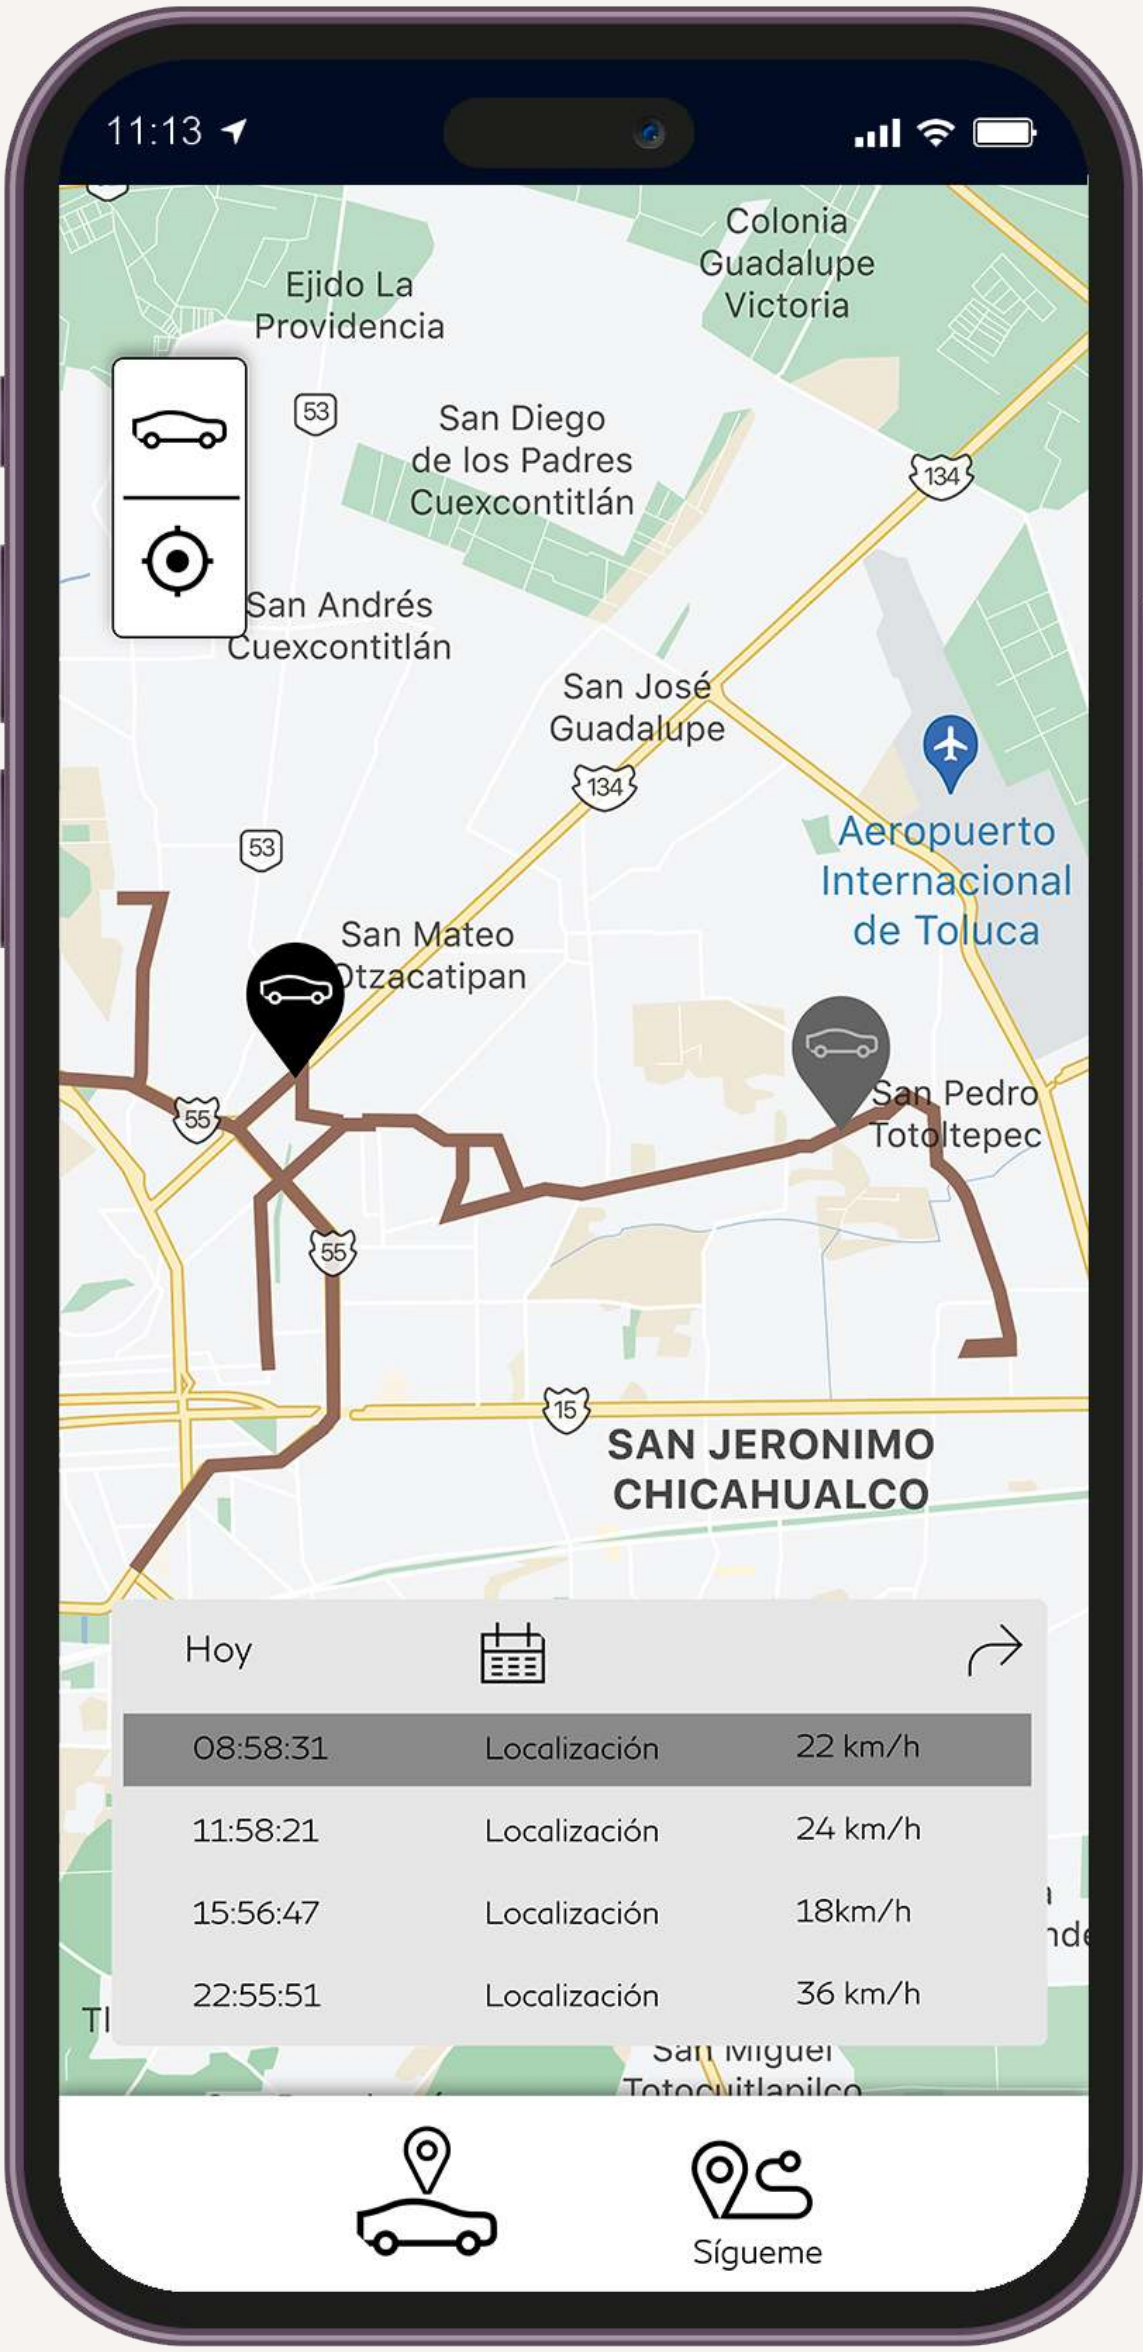 11:13
Colonia
Guadalupe
Victoria
Ejido La
Providencia
53
San Diego
de los Padres
Cuexcontitlán
134
San Andrés
Cuexcontitlán
San José
Guadalupe
134
Aeropuerto
Internacional
de Toluca
53
San Mateo
Otzacatipan
San Pedro
Totoltepec
55
55
15
SAN JERONIMO
CHICAHUALCO
Hoy
08:58:31 Localización 22 km/h
11:58:21 Localización 24 km/h
15:56:47 Localización 18km/h
22:55:51 Localización 36 km/h
San Miguel
Totocuitlapilco
Sígueme